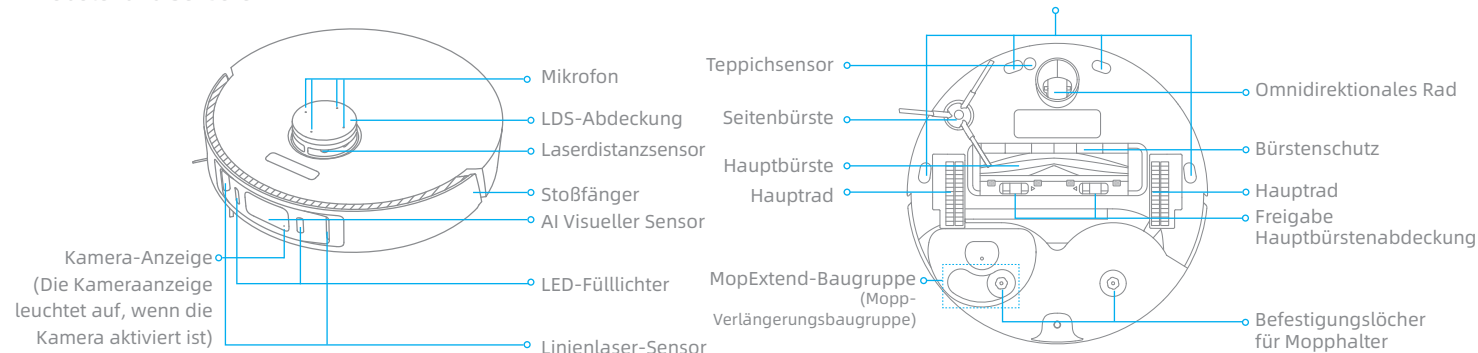 Mikrofon
LDS-Abdeckung
Laserdistanzsensor
Stoßfänger
AI Visueller Sensor
Kamera-Anzeige
(Die Kameraanzeige
leuchtet auf, wenn die
Kamera aktiviert ist)
LED-Fülllichter
Linienlaser-Sensor
Teppichsensor
Seitenbürste
Hauptbürste
Hauptrad
MopExtend-Baugruppe
(Mopp-
Verlängerungsbaugruppe)
Omnidirektionales Rad
Bürstenschutz
Hauptrad
Freigabe
Hauptbürstenabdeckung
Befestigungslöcher
für Mopphalter